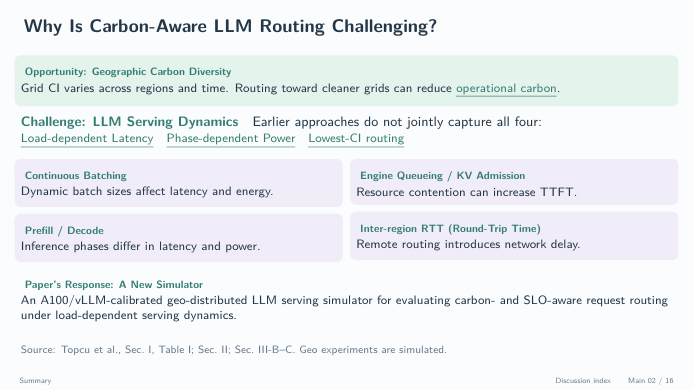 Why Is Carbon-Aware LLM Routing Challenging?
Opportunity: Geographic Carbon Diversity
Grid CI varies across regions and time. Routing toward cleaner grids can reduce operational carbon.
Challenge: LLM Serving Dynamics Earlier approaches do not jointly capture all four:
Load-dependent Latency Phase-dependent Power Lowest-CI routing
Continuous Batching
Dynamic batch sizes affect latency and energy.
Engine Queueing / KV Admission
Resource contention can increase TTFT.
Prefill / Decode
Inference phases differ in latency and power.
Inter-region RTT (Round-Trip Time)
Remote routing introduces network delay.
Paper's Response: A New Simulator
An A100/vLLM-calibrated geo-distributed LLM serving simulator for evaluating carbon- and SLO-aware request routing
under load-dependent serving dynamics.
Source: Topcu et al., Sec. I, Table I; Sec. II; Sec. III-B–C. Geo experiments are simulated.
Summary Discussion index Main 02 / 16